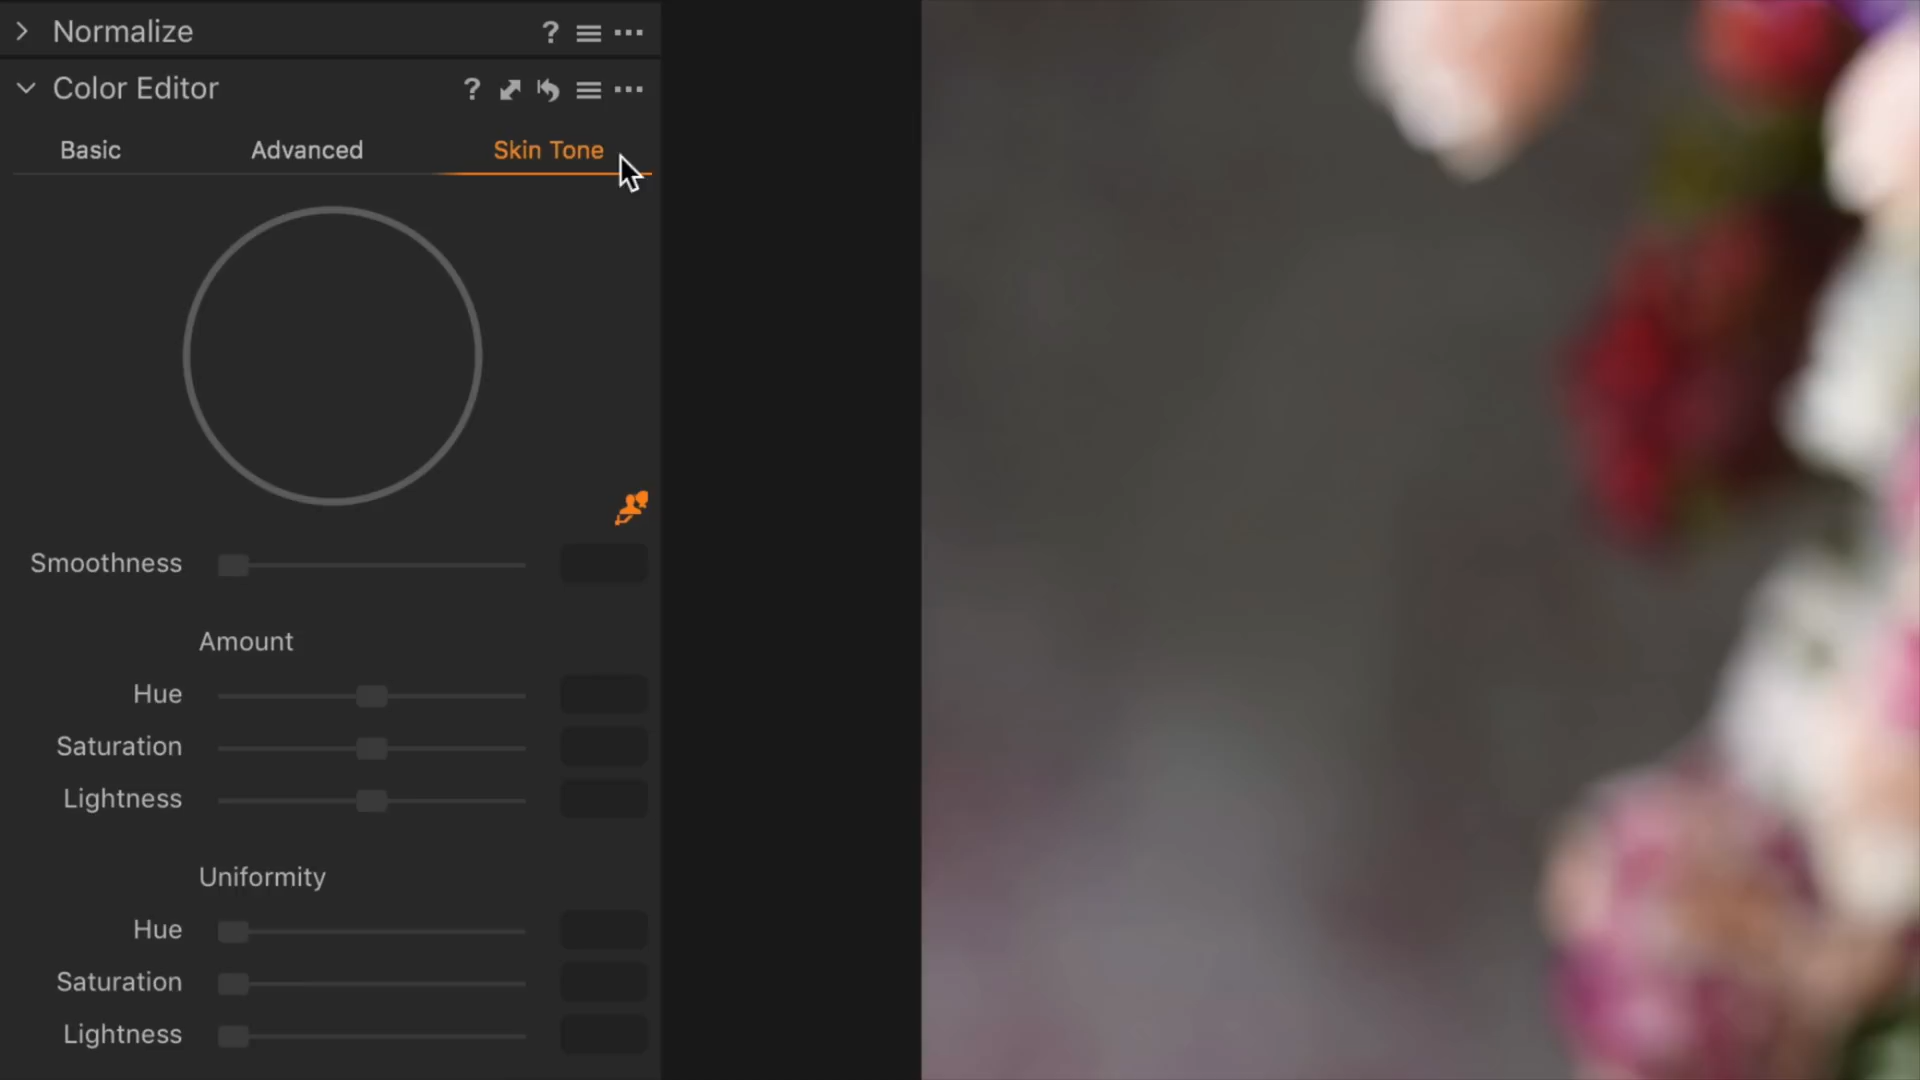 Normalize ?
Color Editor ?
Basic Advanced Skin Tone
Smoothness
Amount
Hue
Saturation
Lightness
Uniformity
Hue
Saturation
Lightness